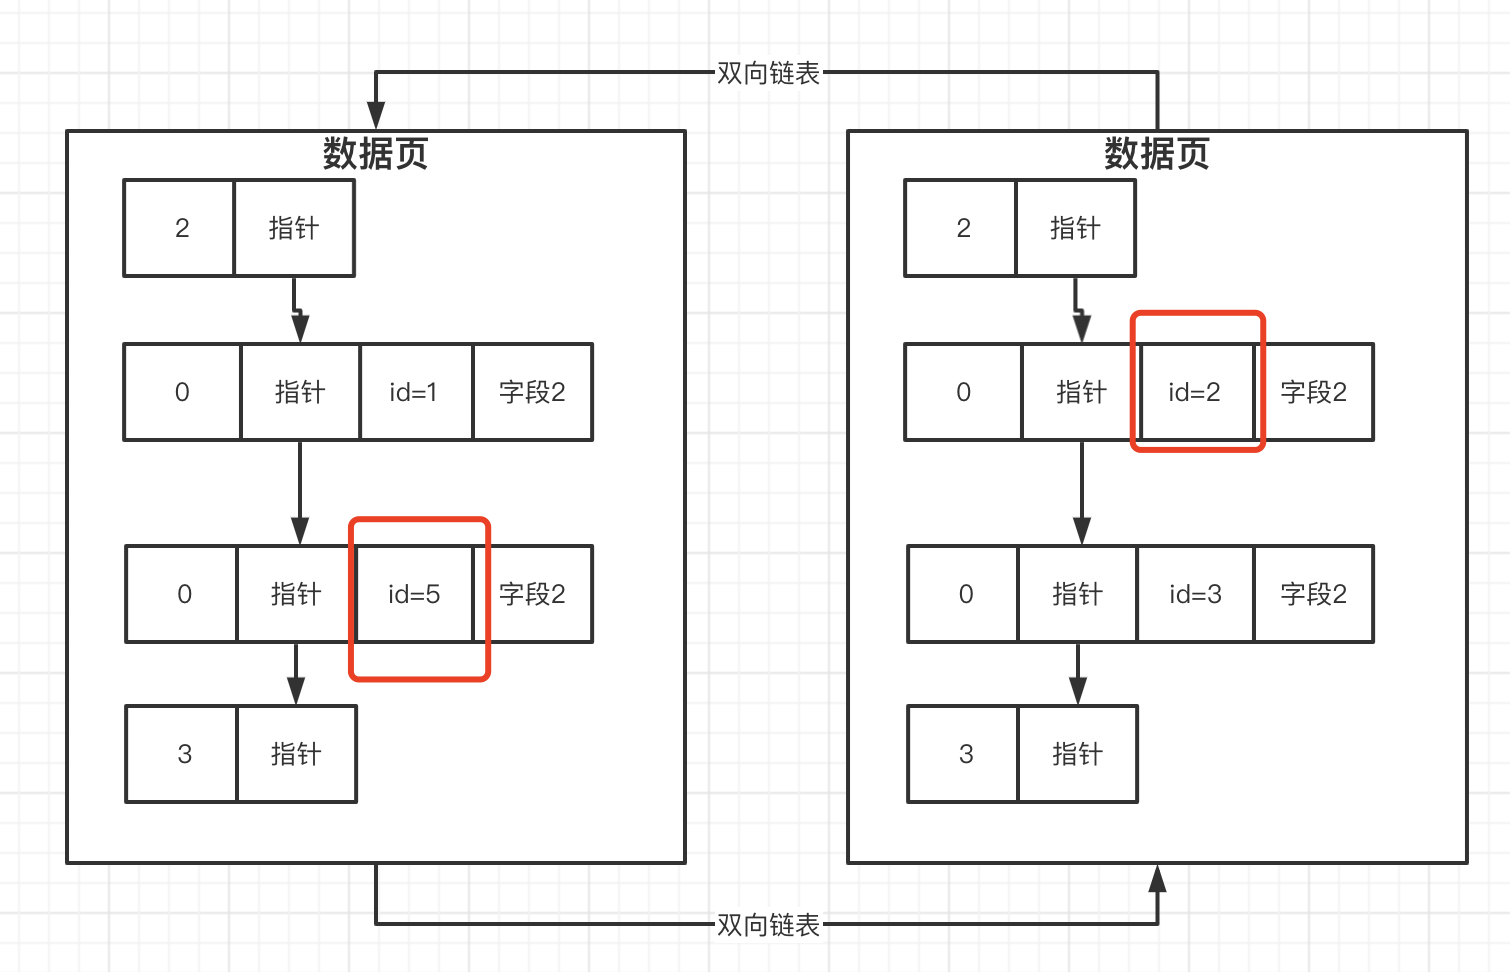 双向链表
数据页
2 指针
0 指针 id=1 字段2
0 指针 id=5 字段2
3 指针
数据页
2 指针
0 指针 id=2 字段2
0 指针 id=3 字段2
3 指针
双向链表